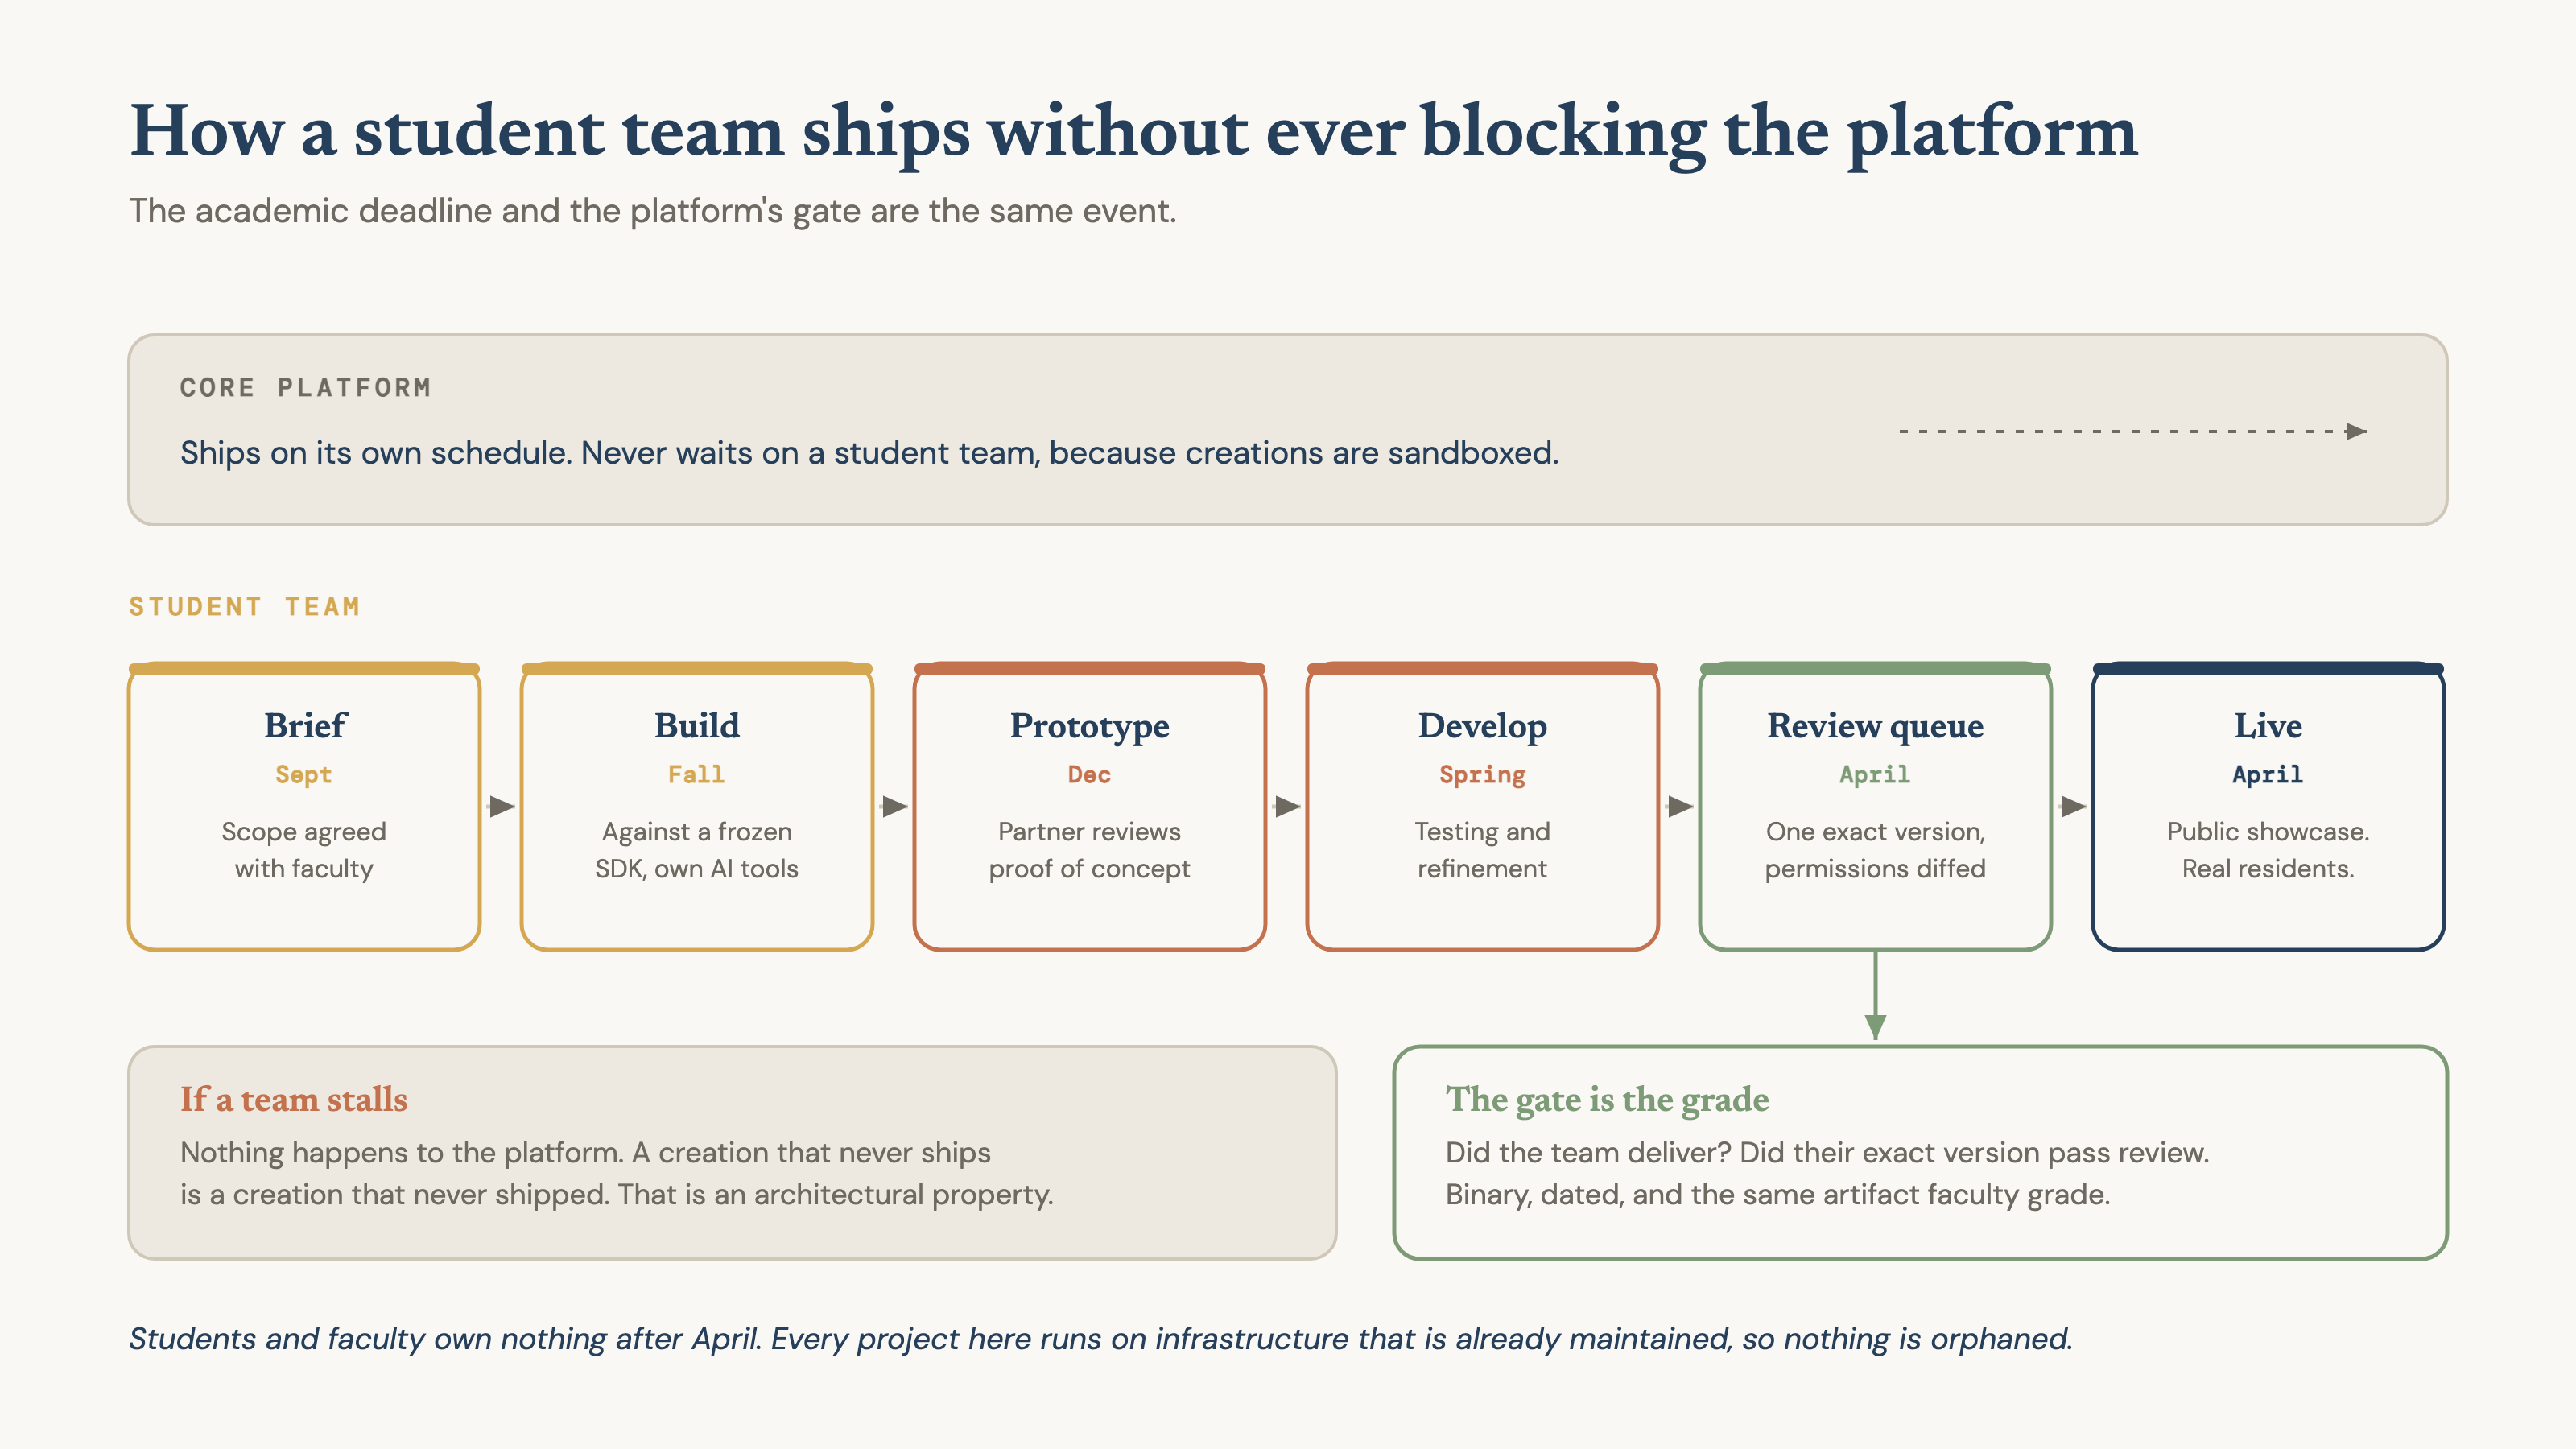 How a student team ships without ever blocking the platform
The academic deadline and the platform's gate are the same event.
CORE PLATFORM
Ships on its own schedule. Never waits on a student team, because creations are sandboxed.
STUDENT TEAM
Brief
Sept
Scope agreed
with faculty
Build
Fall
Against a frozen
SDK, own AI tools
Prototype
Dec
Partner reviews
proof of concept
Develop
Spring
Testing and
refinement
Review queue
April
One exact version,
permissions diffed
Live
April
Public showcase.
Real residents.
If a team stalls
Nothing happens to the platform. A creation that never ships
is a creation that never shipped. That is an architectural property.
The gate is the grade
Did the team deliver? Did their exact version pass review.
Binary, dated, and the same artifact faculty grade.
Students and faculty own nothing after April. Every project here runs on infrastructure that is already maintained, so nothing is orphaned.